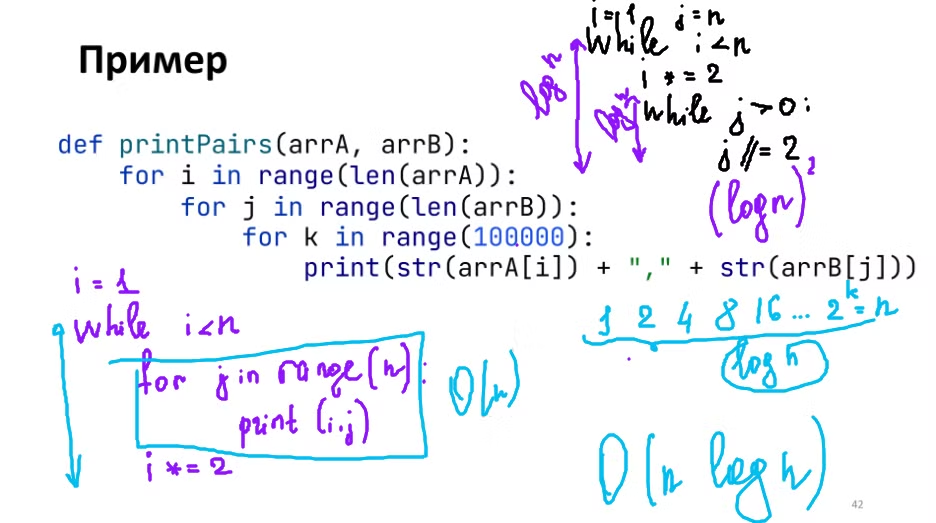 Пример
i=1 j=n
While i<n
i *= 2
while j>0:
j //= 2
log n
log n
(log n)²
def printPairs(arrA, arrB):
for i in range(len(arrA)):
for j in range(len(arrB)):
for k in range(100000):
print(str(arrA[i]) + "," + str(arrB[j]))
i = 1
While i<n
for j in range(n):
print (i,j)
i *= 2
O(n)
1 2 4 8 16 ... 2^k = n
log n
O(n log n)
42